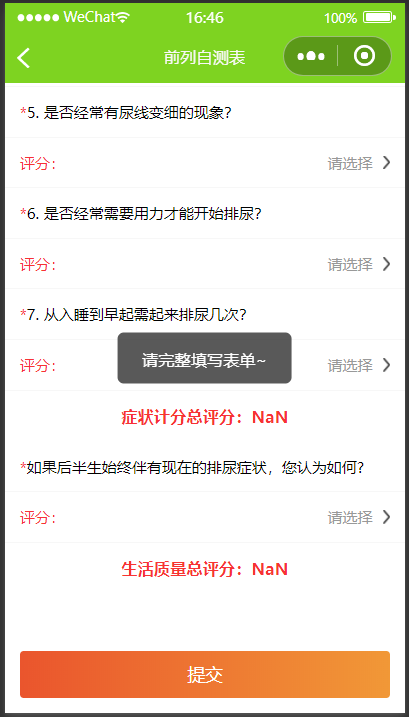 ●●●●● WeChat 16:46 100%
前列自测表
*5. 是否经常有尿线变细的现象?
评分: 请选择
*6. 是否经常需要用力才能开始排尿?
评分: 请选择
*7. 从入睡到早起需起来排尿几次?
评分: 请选择
请完整填写表单~
症状计分总评分：NaN
*如果后半生始终伴有现在的排尿症状，您认为如何?
评分: 请选择
生活质量总评分：NaN
提交